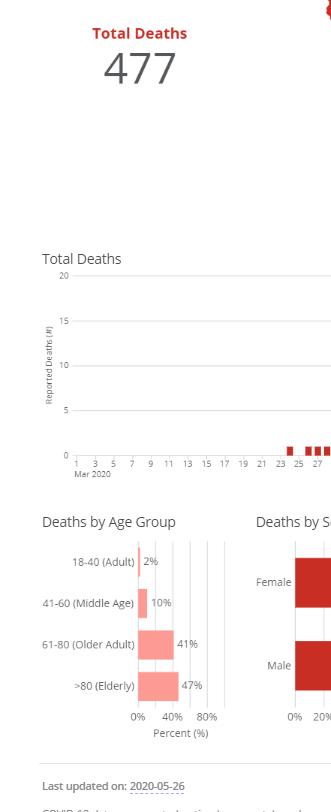 Total Deaths
477
Total Deaths
20
15
10
5
0
Reported Deaths (#)
1 3 5 7 9 11 13 15 17 19 21 23 25 27
Mar 2020
Deaths by Age Group
18-40 (Adult) 2%
41-60 (Middle Age) 10%
61-80 (Older Adult) 41%
>80 (Elderly) 47%
0% 40% 80%
Percent (%)
Deaths by S
Female
Male
0% 20%
Last updated on: 2020-05-26